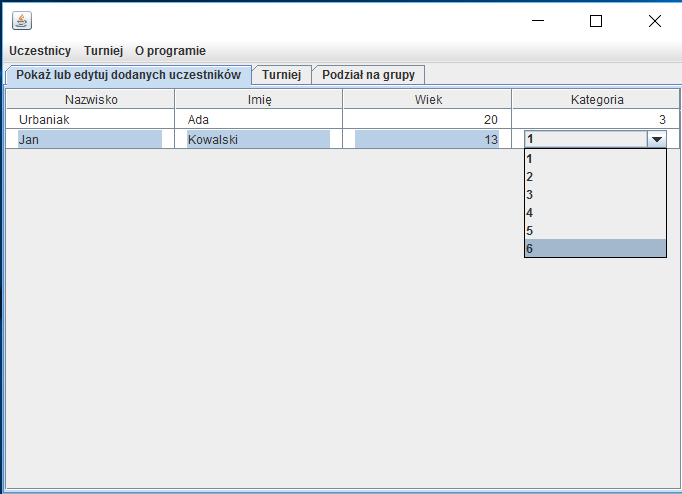 Uczestnicy Turniej O programie
Pokaż lub edytuj dodanych uczestników Turniej Podział na grupy
Nazwisko Imię Wiek Kategoria
Urbaniak Ada 20 3
Jan Kowalski 13 1
1
2
3
4
5
6